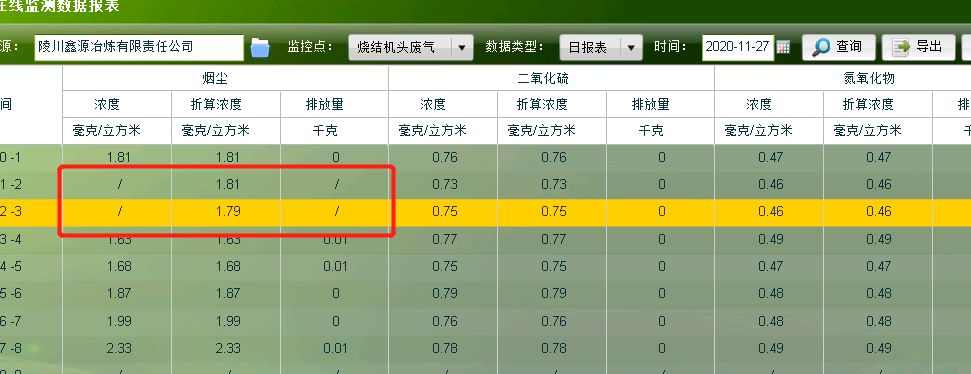 在线监测数据报表
源： 陵川鑫源冶炼有限责任公司 监控点： 烧结机头废气 数据类型： 日报表 时间： 2020-11-27 查询 导出
烟尘 二氧化硫 氮氧化物
间 浓度 折算浓度 排放量 浓度 折算浓度 排放量 浓度 折算浓度 排
毫克/立方米 毫克/立方米 千克 毫克/立方米 毫克/立方米 千克 毫克/立方米 毫克/立方米 千
0 -1 1.81 1.81 0 0.76 0.76 0 0.47 0.47
1 -2 / 1.81 / 0.73 0.73 0 0.46 0.46
2 -3 / 1.79 / 0.75 0.75 0 0.46 0.46
3 -4 1.63 1.63 0.01 0.77 0.77 0 0.49 0.49
4 -5 1.68 1.68 0.01 0.75 0.75 0 0.47 0.47
5 -6 1.87 1.87 0 0.79 0.79 0 0.48 0.48
6 -7 1.99 1.99 0 0.76 0.76 0 0.48 0.48
7 -8 2.33 2.33 0.01 0.78 0.78 0 0.49 0.49